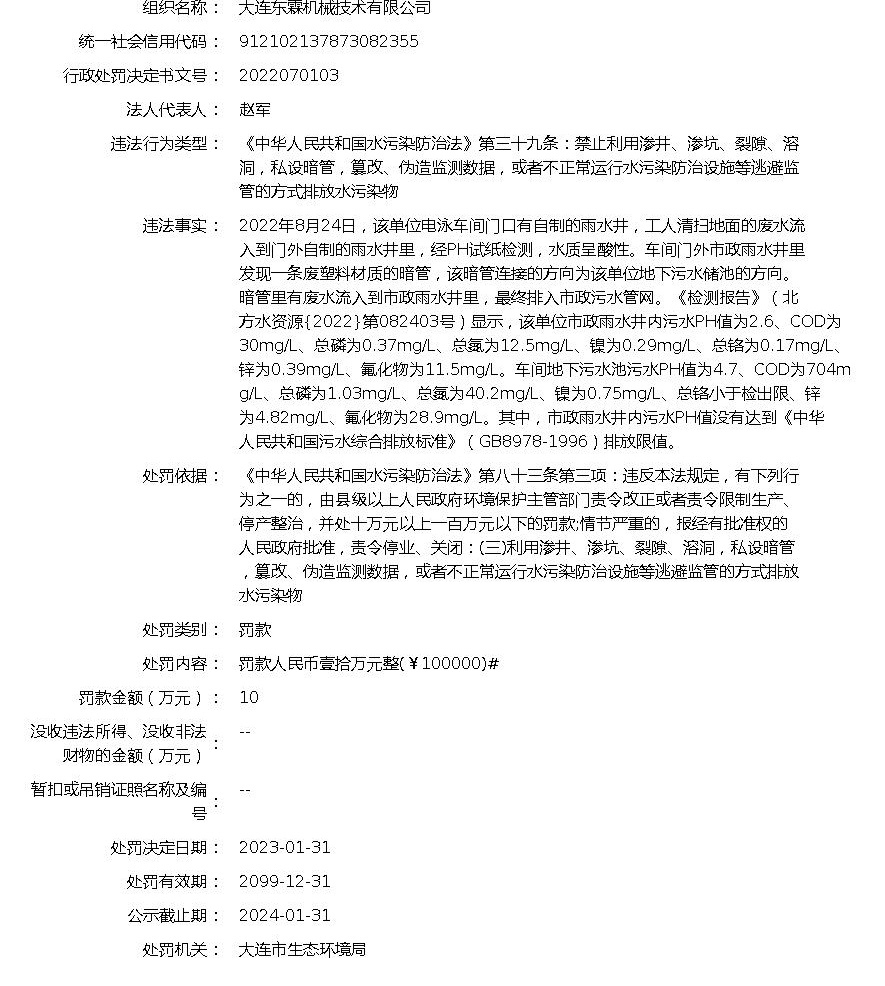 组织名称： 大连东霖机械技术有限公司
统一社会信用代码： 912102137873082355
行政处罚决定书文号： 2022070103
法人代表人： 赵军
违法行为类型： 《中华人民共和国水污染防治法》第三十九条：禁止利用渗井、渗坑、裂隙、溶
洞，私设暗管，篡改、伪造监测数据，或者不正常运行水污染防治设施等逃避监
管的方式排放水污染物
违法事实： 2022年8月24日，该单位电泳车间门口有自制的雨水井，工人清扫地面的废水流
入到门外自制的雨水井里，经PH试纸检测，水质呈酸性。车间门外市政雨水井里
发现一条废塑料材质的暗管，该暗管连接的方向为该单位地下污水储池的方向。
暗管里有废水流入到市政雨水井里，最终排入市政污水管网。《检测报告》（北
方水资源{2022}第082403号）显示，该单位市政雨水井内污水PH值为2.6、COD为
30mg/L、总磷为0.37mg/L、总氮为12.5mg/L、镍为0.29mg/L、总铬为0.17mg/L、
锌为0.39mg/L、氟化物为11.5mg/L。车间地下污水池污水PH值为4.7、COD为704m
g/L、总磷为1.03mg/L、总氮为40.2mg/L、镍为0.75mg/L、总铬小于检出限、锌
为4.82mg/L、氟化物为28.9mg/L。其中，市政雨水井内污水PH值没有达到《中华
人民共和国污水综合排放标准》（GB8978-1996）排放限值。
处罚依据： 《中华人民共和国水污染防治法》第八十三条第三项：违反本法规定，有下列行
为之一的，由县级以上人民政府环境保护主管部门责令改正或者责令限制生产、
停产整治，并处十万元以上一百万元以下的罚款;情节严重的，报经有批准权的
人民政府批准，责令停业、关闭：(三)利用渗井、渗坑、裂隙、溶洞，私设暗管
，篡改、伪造监测数据，或者不正常运行水污染防治设施等逃避监管的方式排放
水污染物
处罚类别： 罚款
处罚内容： 罚款人民币壹拾万元整(￥100000)#
罚款金额（万元）： 10
没收违法所得、没收非法
财物的金额（万元）： --
暂扣或吊销证照名称及编
号： --
处罚决定日期： 2023-01-31
处罚有效期： 2099-12-31
公示截止期： 2024-01-31
处罚机关： 大连市生态环境局